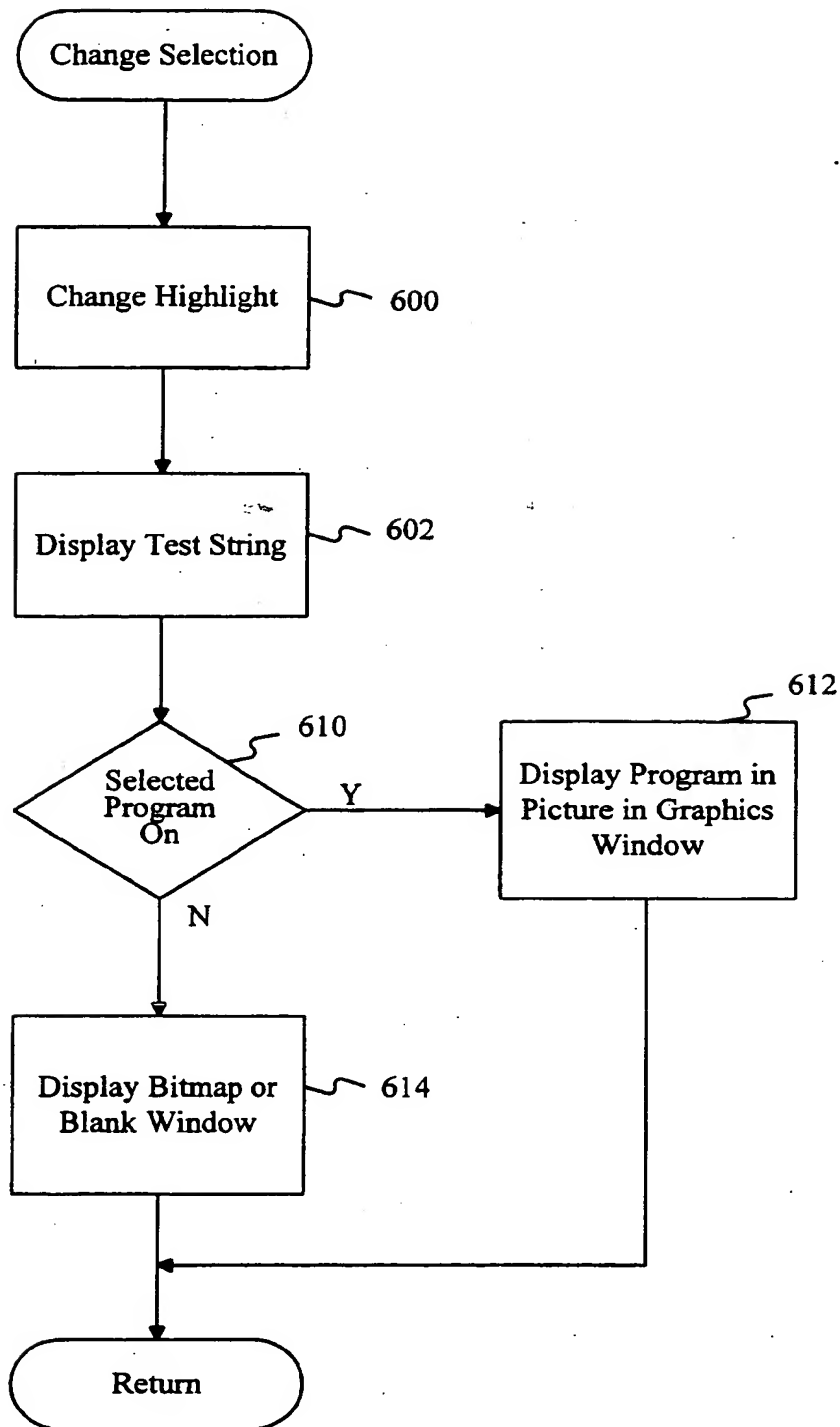 Change Selection
Change Highlight
600
Display Test String
602
610
Selected
Program
On
Y
N
612
Display Program in
Picture in Graphics
Window
Display Bitmap or
Blank Window
614
Return